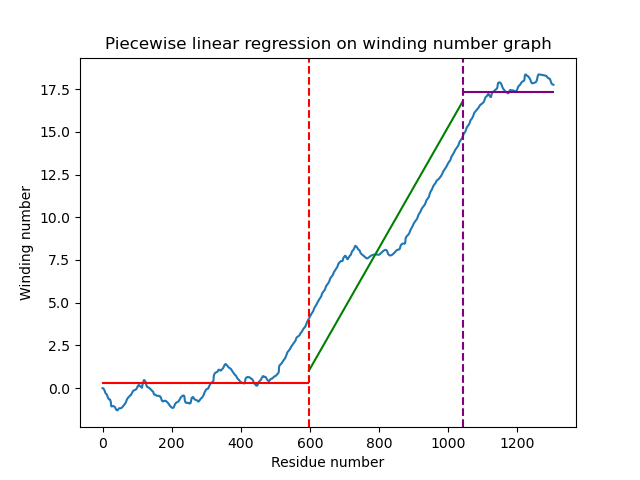 Piecewise linear regression on winding number graph
17.5
15.0
12.5
10.0
7.5
5.0
2.5
0.0
Winding number
0 200 400 600 800 1000 1200
Residue number